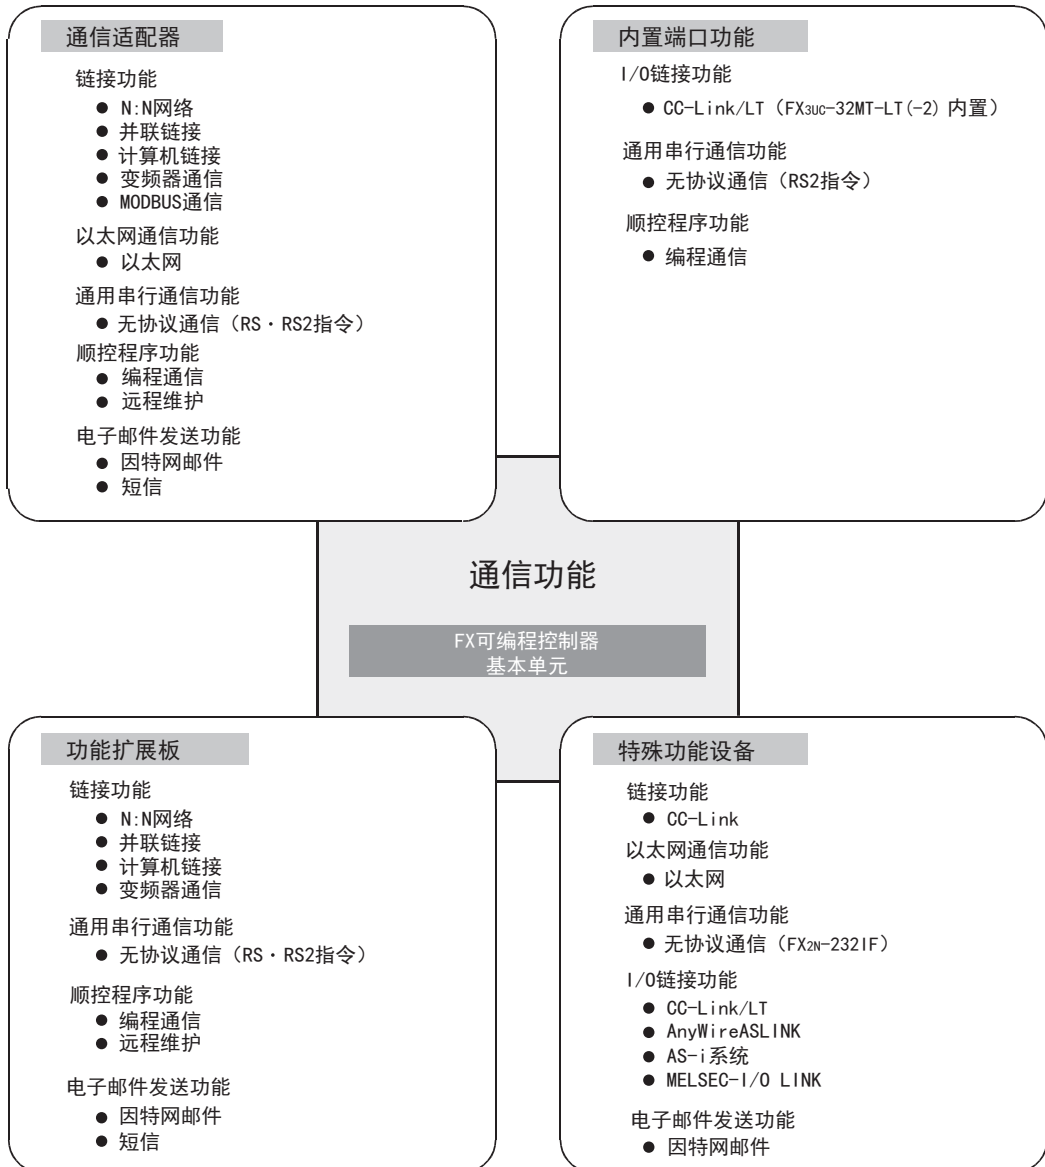 通信适配器
链接功能
● N:N网络
● 并联链接
● 计算机链接
● 变频器通信
● MODBUS通信
以太网通信功能
● 以太网
通用串行通信功能
● 无协议通信（RS・RS2指令）
顺控程序功能
● 编程通信
● 远程维护
电子邮件发送功能
● 因特网邮件
● 短信
内置端口功能
I/O链接功能
● CC-Link/LT（FX3UC-32MT-LT(-2) 内置）
通用串行通信功能
● 无协议通信（RS2指令）
顺控程序功能
● 编程通信
通信功能
FX可编程控制器
基本单元
功能扩展板
链接功能
● N:N网络
● 并联链接
● 计算机链接
● 变频器通信
通用串行通信功能
● 无协议通信（RS・RS2指令）
顺控程序功能
● 编程通信
● 远程维护
电子邮件发送功能
● 因特网邮件
● 短信
特殊功能设备
链接功能
● CC-Link
以太网通信功能
● 以太网
通用串行通信功能
● 无协议通信（FX2N-232IF）
I/O链接功能
● CC-Link/LT
● AnyWireASLINK
● AS-i系统
● MELSEC-I/O LINK
电子邮件发送功能
● 因特网邮件